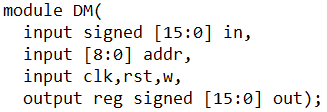 module DM(
input signed [15:0] in,
input [8:0] addr,
input clk,rst,w,
output reg signed [15:0] out);